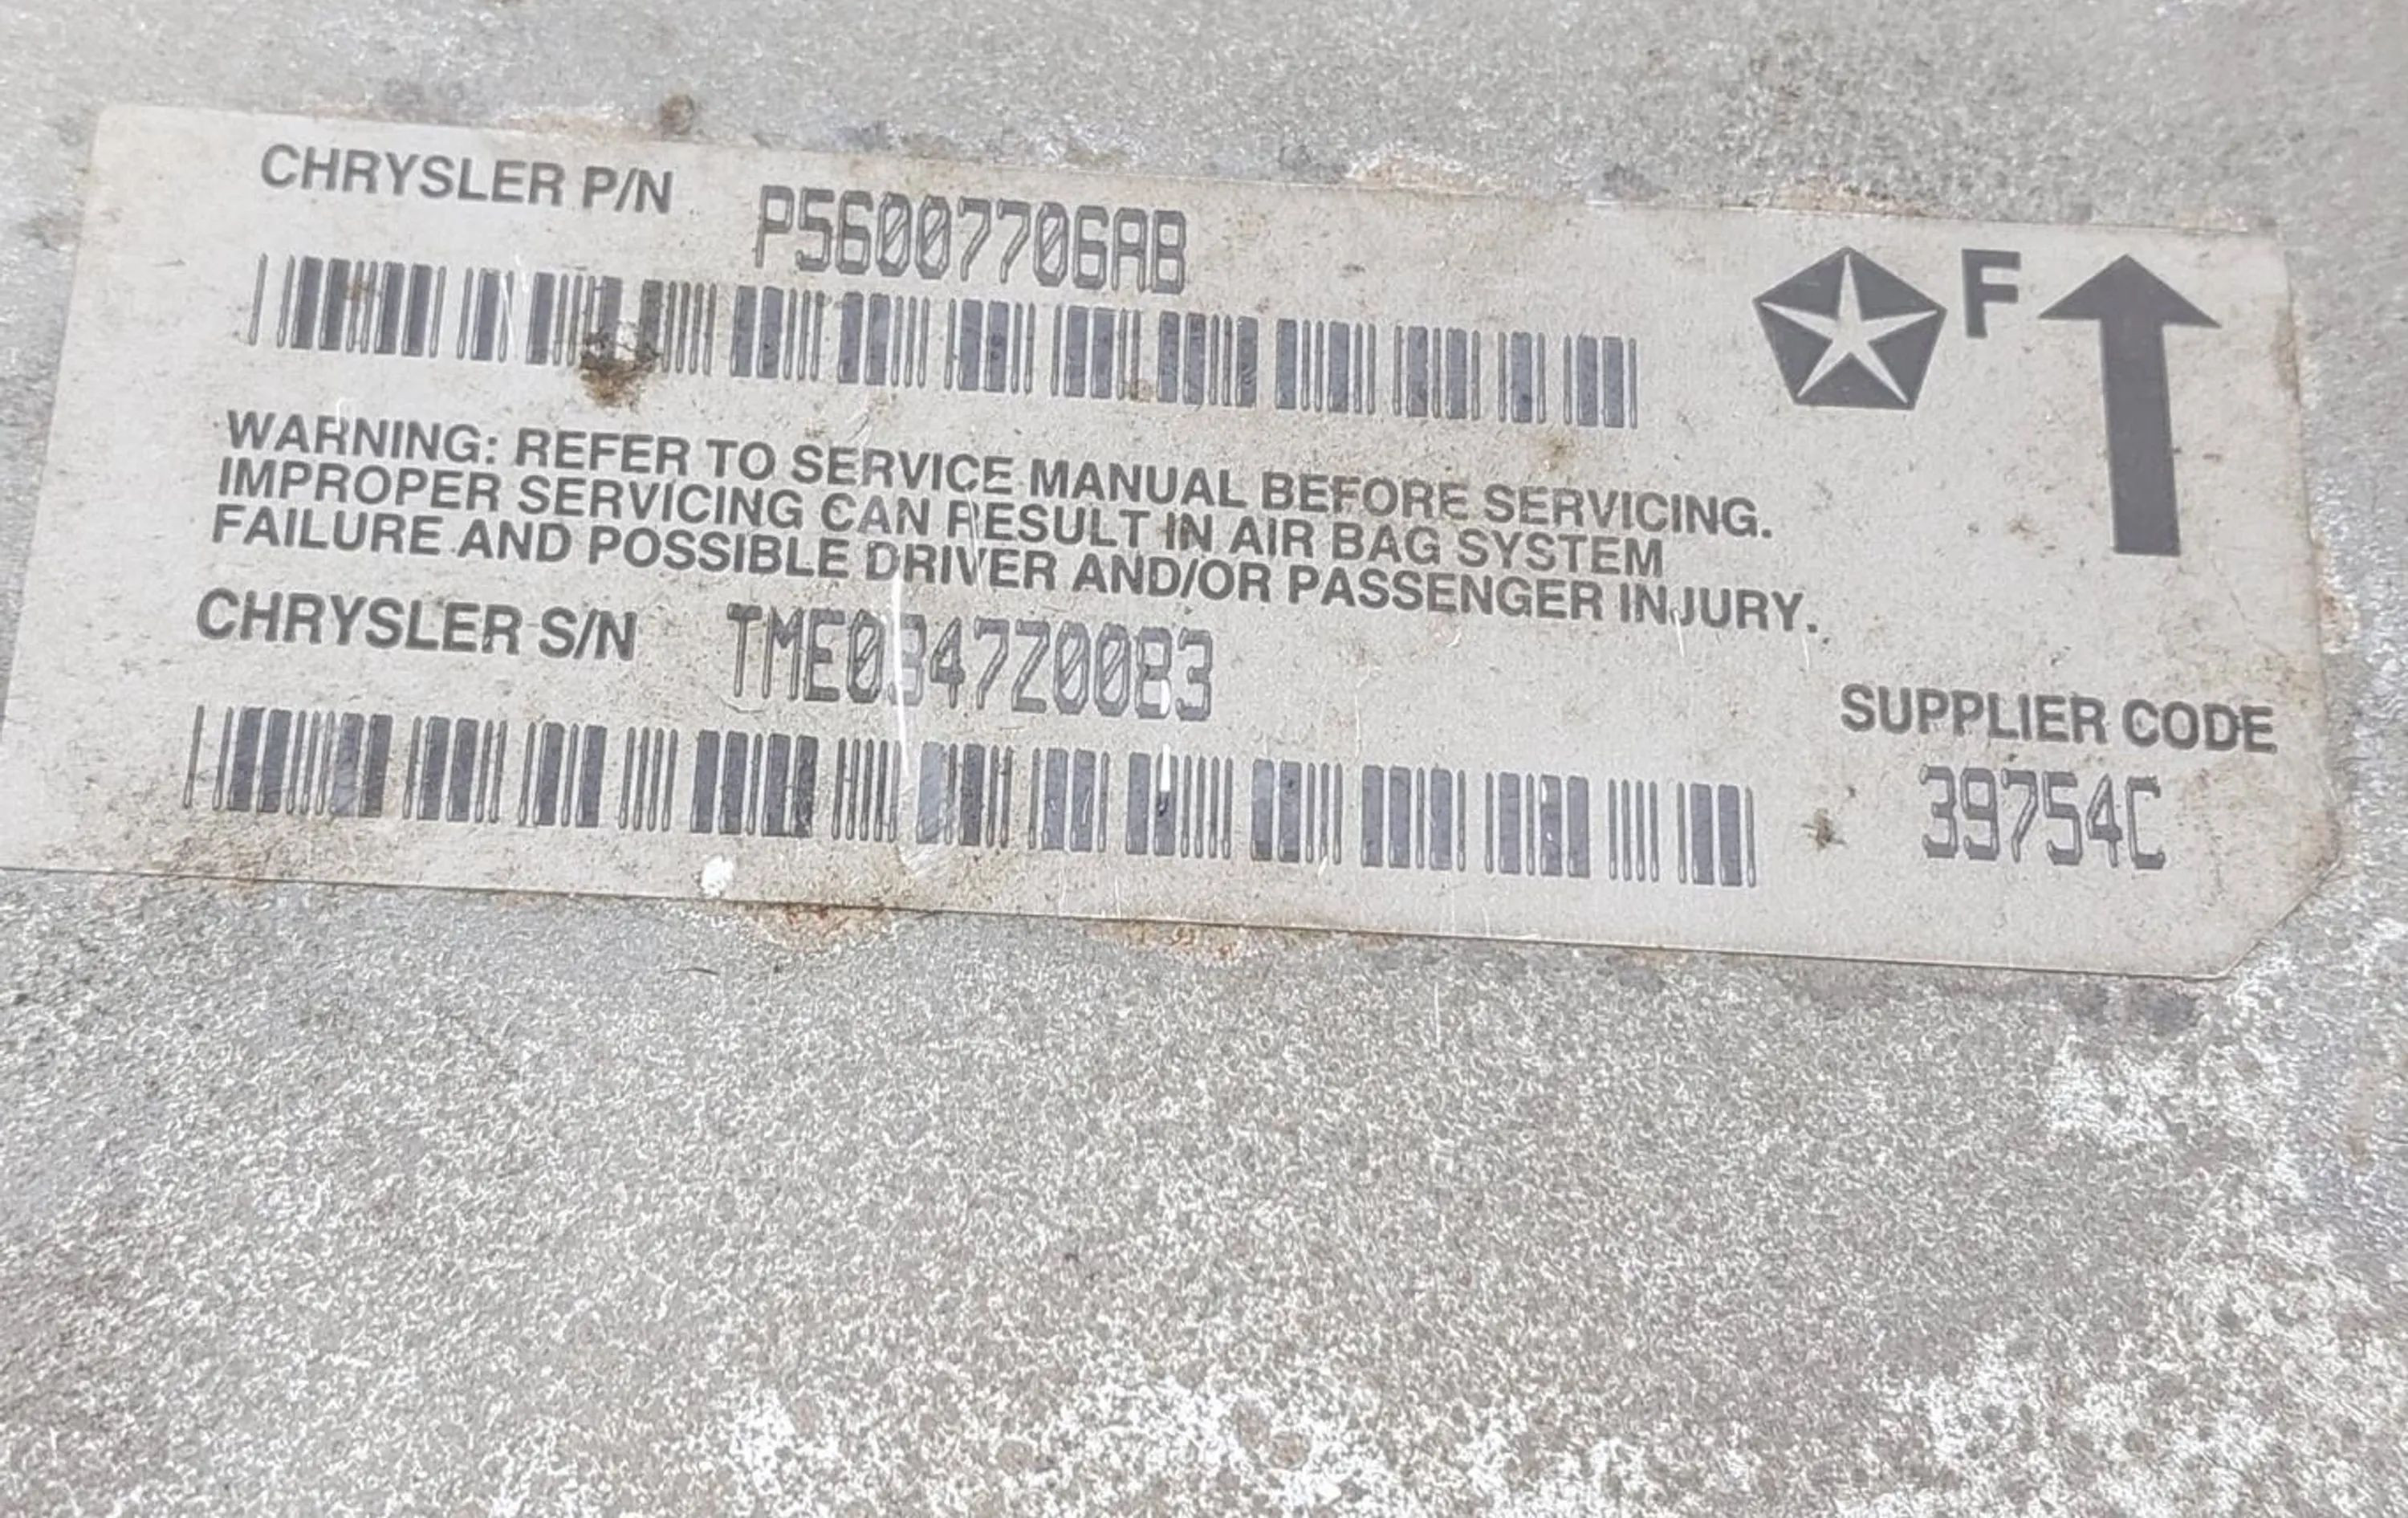 CHRYSLER P/N P56007706AB
F
WARNING: REFER TO SERVICE MANUAL BEFORE SERVICING.
IMPROPER SERVICING CAN RESULT IN AIR BAG SYSTEM
FAILURE AND POSSIBLE DRIVER AND/OR PASSENGER INJURY.
CHRYSLER S/N TME0347Z0083
SUPPLIER CODE
39754C